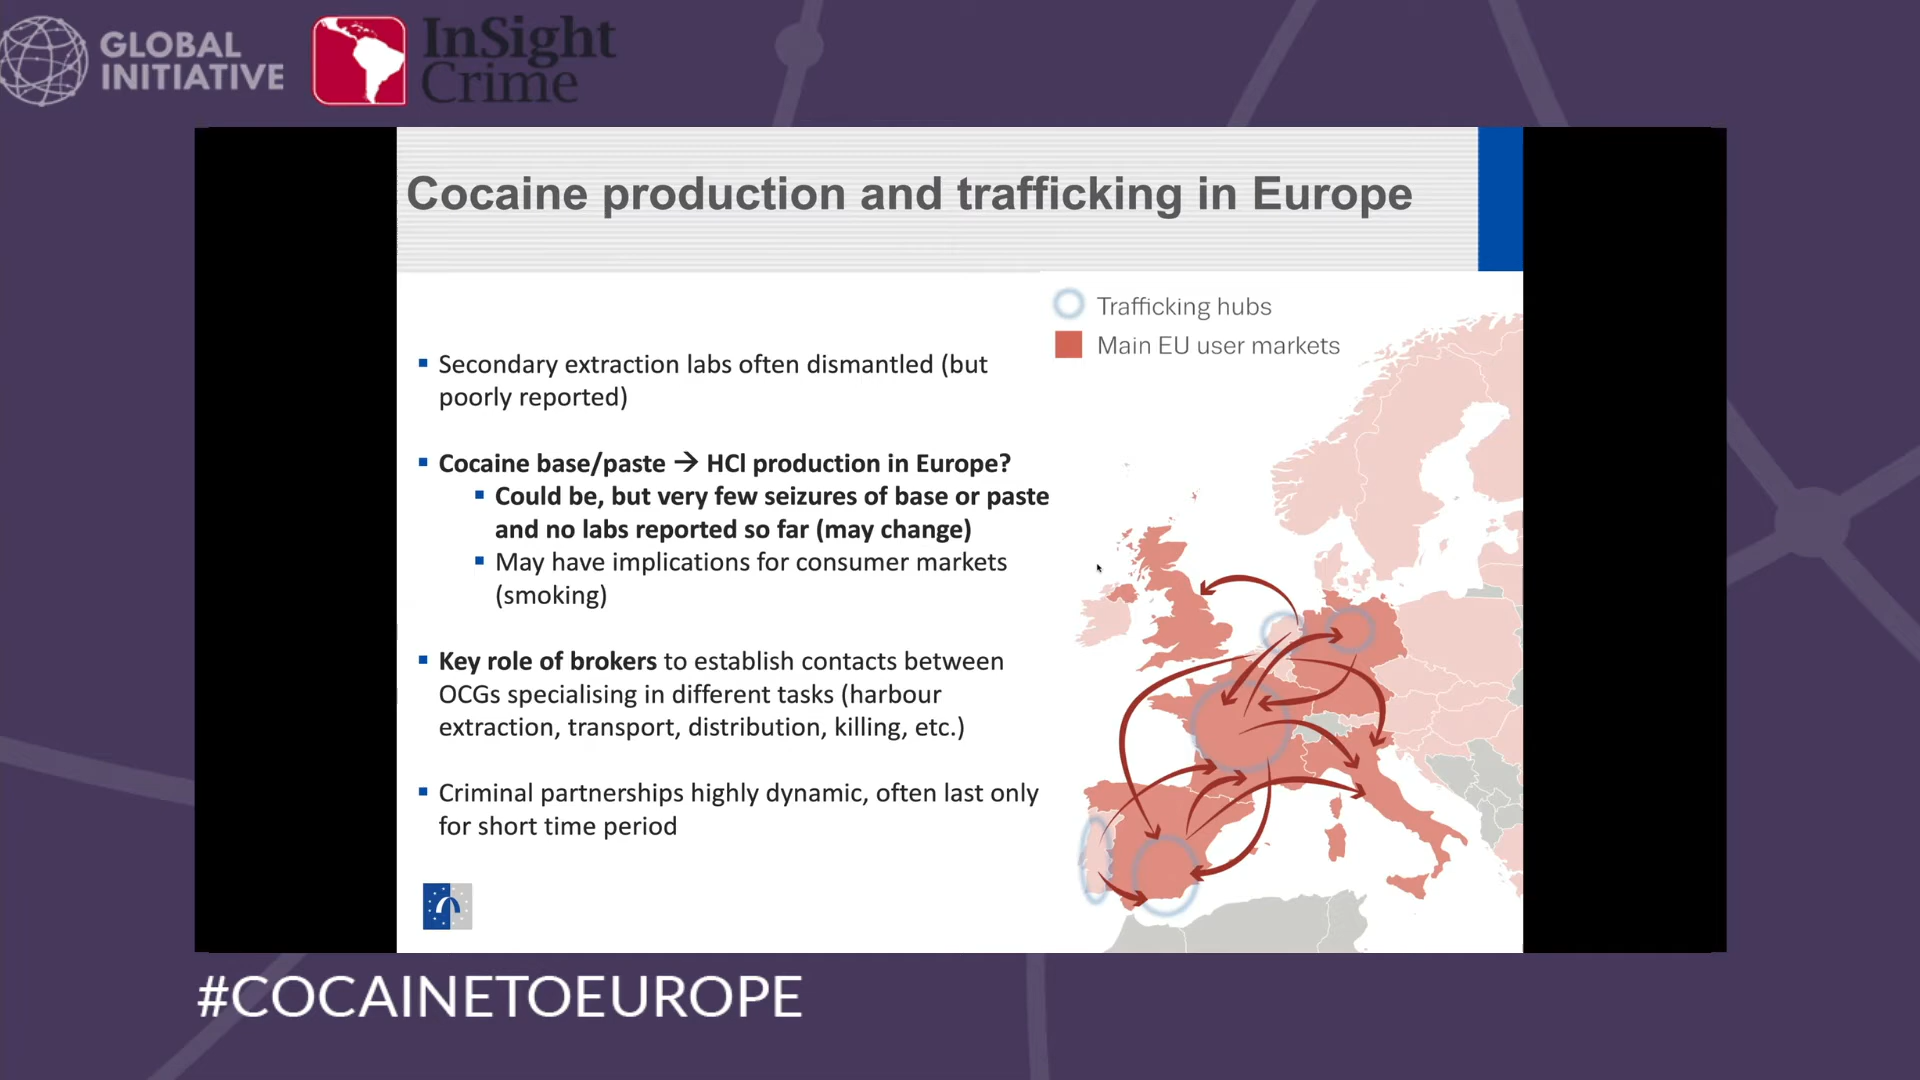 GLOBAL
INITIATIVE
InSight
Crime
Cocaine production and trafficking in Europe
Trafficking hubs
Main EU user markets
▪ Secondary extraction labs often dismantled (but
poorly reported)
▪ Cocaine base/paste → HCl production in Europe?
▪ Could be, but very few seizures of base or paste
and no labs reported so far (may change)
▪ May have implications for consumer markets
(smoking)
▪ Key role of brokers to establish contacts between
OCGs specialising in different tasks (harbour
extraction, transport, distribution, killing, etc.)
▪ Criminal partnerships highly dynamic, often last only
for short time period
#COCAINETOEUROPE